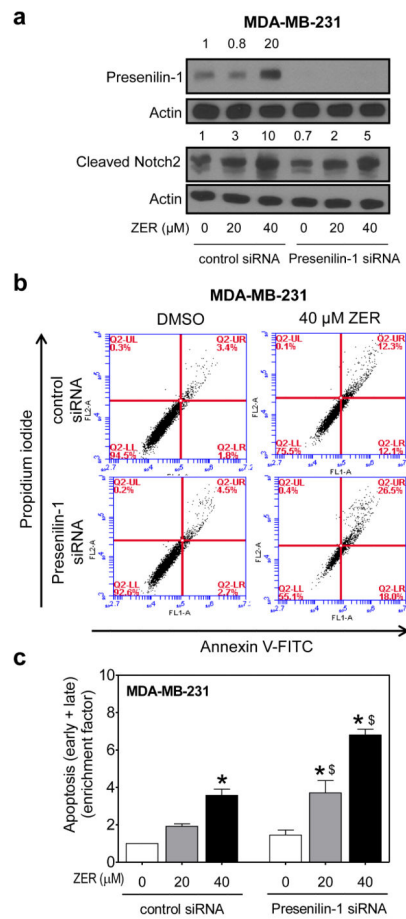 a
MDA-MB-231
1 0.8 20
Presenilin-1
Actin
1 3 10 0.7 2 5
Cleaved Notch2
Actin
ZER (µM) 0 20 40 0 20 40
control siRNA Presenilin-1 siRNA
b
MDA-MB-231
DMSO 40 µM ZER
Propidium iodide
control siRNA
Q2-UL 0.3%
Q2-UR 3.4%
Q2-LL 94.5%
Q2-LR 1.8%
FL2-A
Q2-UL 0.1%
Q2-UR 12.3%
Q2-LL 75.5%
Q2-LR 12.1%
FL2-A
Presenilin-1 siRNA
Q2-UL 0.2%
Q2-UR 4.5%
Q2-LL 92.6%
Q2-LR 2.7%
FL2-A
FL1-A
Q2-UL 0.4%
Q2-UR 26.5%
Q2-LL 55.1%
Q2-LR 18.0%
FL2-A
FL1-A
Annexin V-FITC
c
MDA-MB-231
Apoptosis (early + late)
(enrichment factor)
10
8
6
4
2
0
*
* $
* $
ZER (µM) 0 20 40 0 20 40
control siRNA Presenilin-1 siRNA